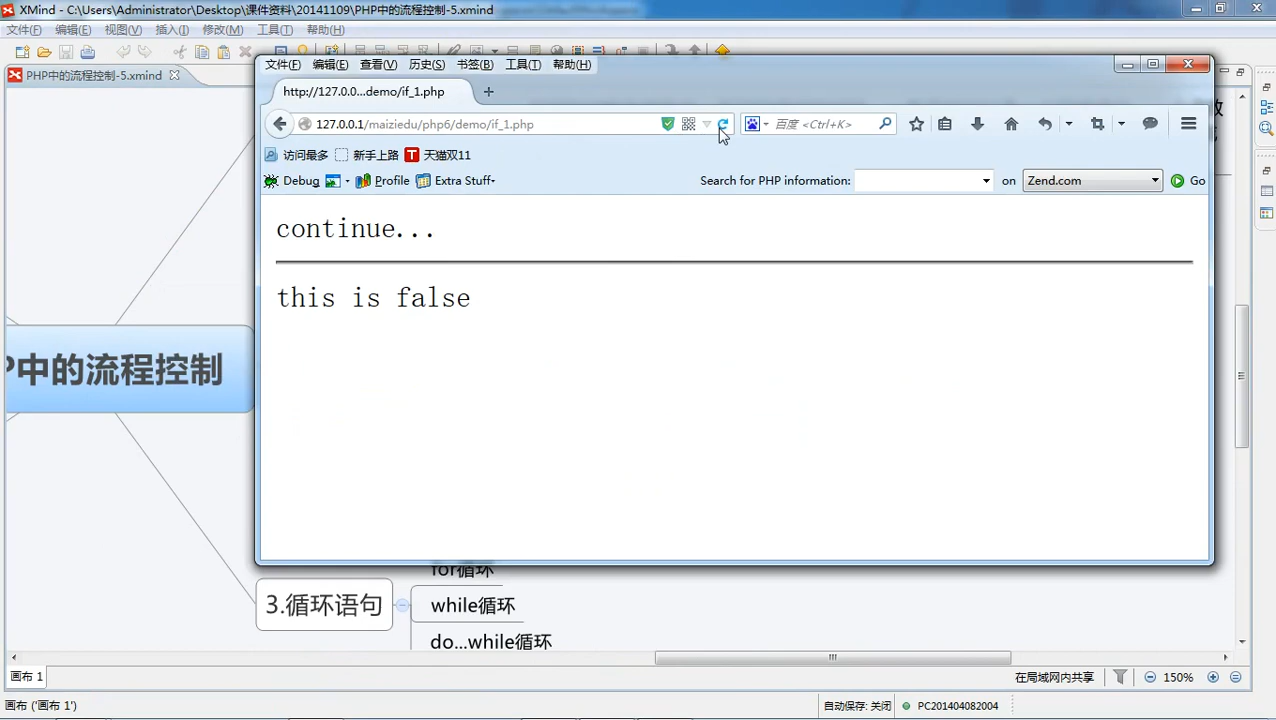 XMind - C:\Users\Administrator\Desktop\课件资料\20141109\PHP中的流程控制-5.xmind
文件(F) 编辑(E) 视图(V) 插入(I) 修改(M) 工具(T) 帮助(H)
PHP中的流程控制-5.xmind
文件(F) 编辑(E) 查看(V) 历史(S) 书签(B) 工具(T) 帮助(H)
http://127.0.0...demo/if_1.php
127.0.0.1/maiziedu/php6/demo/if_1.php
百度 <Ctrl+K>
访问最多 新手上路 T 天猫双11
Debug Profile Extra Stuff Search for PHP information: on Zend.com Go
continue...
this is false
P中的流程控制
for循环
3.循环语句
while循环
do...while循环
画布 1
在局域网内共享
150%
画布 ('画布 1')
自动保存: 关闭
PC201404082004